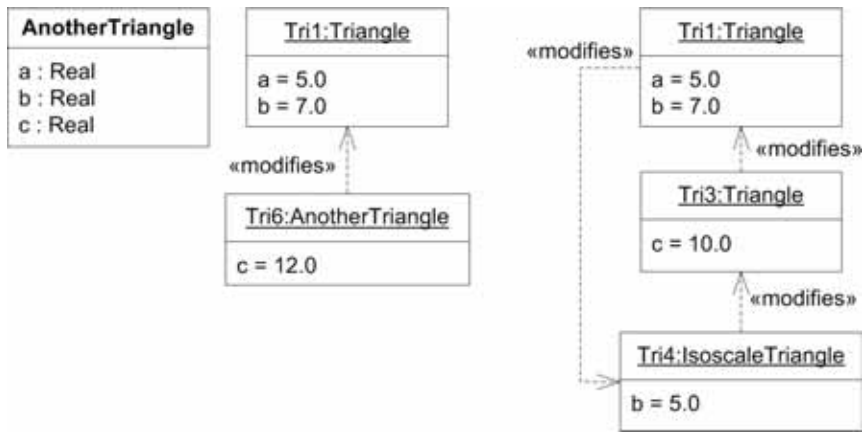 AnotherTriangle
a : Real
b : Real
c : Real
Tri1:Triangle
a = 5.0
b = 7.0
«modifies»
Tri6:AnotherTriangle
c = 12.0
«modifies»
Tri1:Triangle
a = 5.0
b = 7.0
«modifies»
Tri3:Triangle
c = 10.0
«modifies»
Tri4:IsoscaleTriangle
b = 5.0